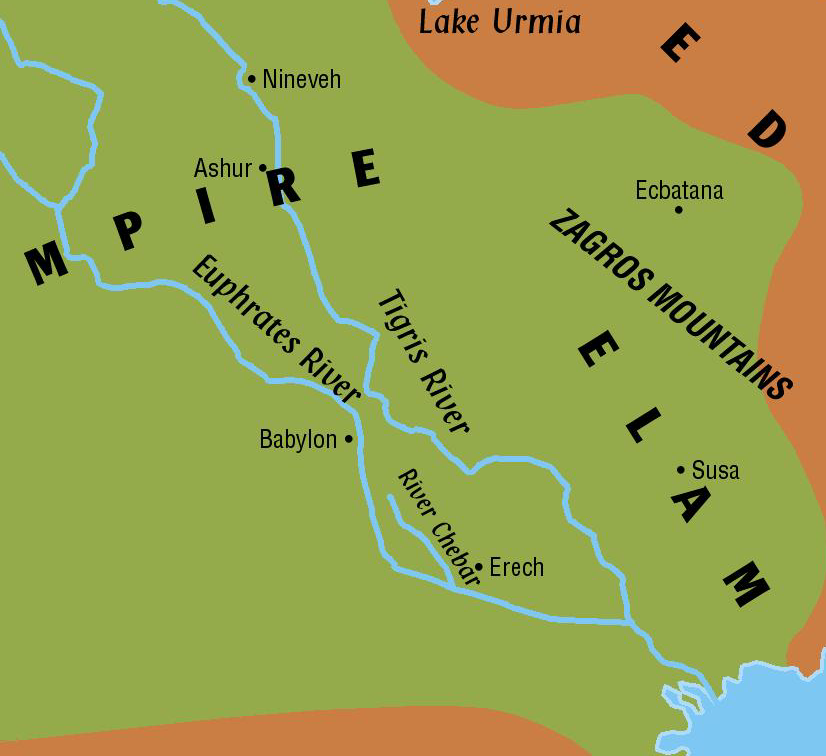 Lake Urmia
E D
Nineveh
Ashur
M P I R E
Ecbatana
ZAGROS MOUNTAINS
Euphrates River
Tigris River
E L A M
Babylon
Susa
River Chebar
Erech